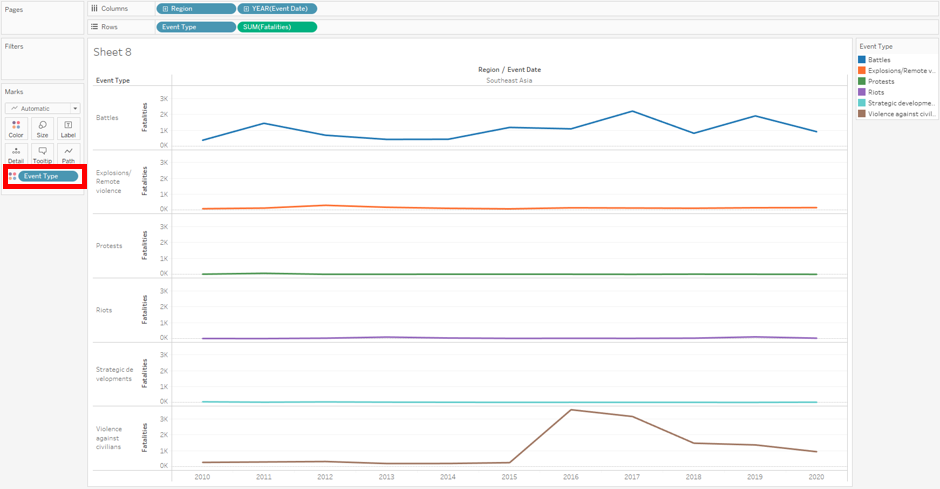 Pages
Columns
Region
YEAR(Event Date)
Rows
Event Type
SUM(Fatalities)
Filters
Marks
Automatic
Color
Size
Label
Detail
Tooltip
Path
Event Type
Sheet 8
Region / Event Date
Event Type
Southeast Asia
Battles
Fatalities
3K
2K
1K
0K
Explosions/
Remote
violence
Fatalities
3K
2K
1K
0K
Protests
Fatalities
3K
2K
1K
0K
Riots
Fatalities
3K
2K
1K
0K
Strategic de
velopments
Fatalities
3K
2K
1K
0K
Violence
against
civilians
Fatalities
3K
2K
1K
0K
2010 2011 2012 2013 2014 2015 2016 2017 2018 2019 2020
Event Type
Battles
Explosions/Remote v..
Protests
Riots
Strategic developme..
Violence against civil..